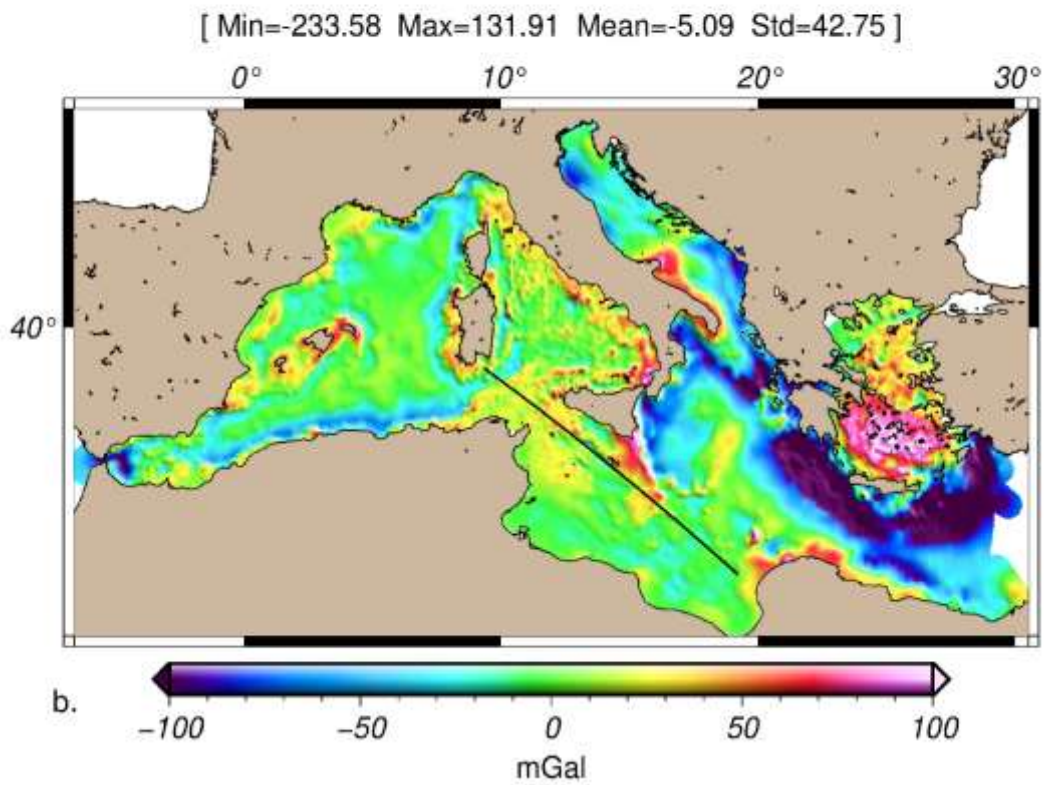 [ Min=-233.58 Max=131.91 Mean=-5.09 Std=42.75 ]
0° 10° 20° 30°
40°
b.
−100 −50 0 50 100
mGal